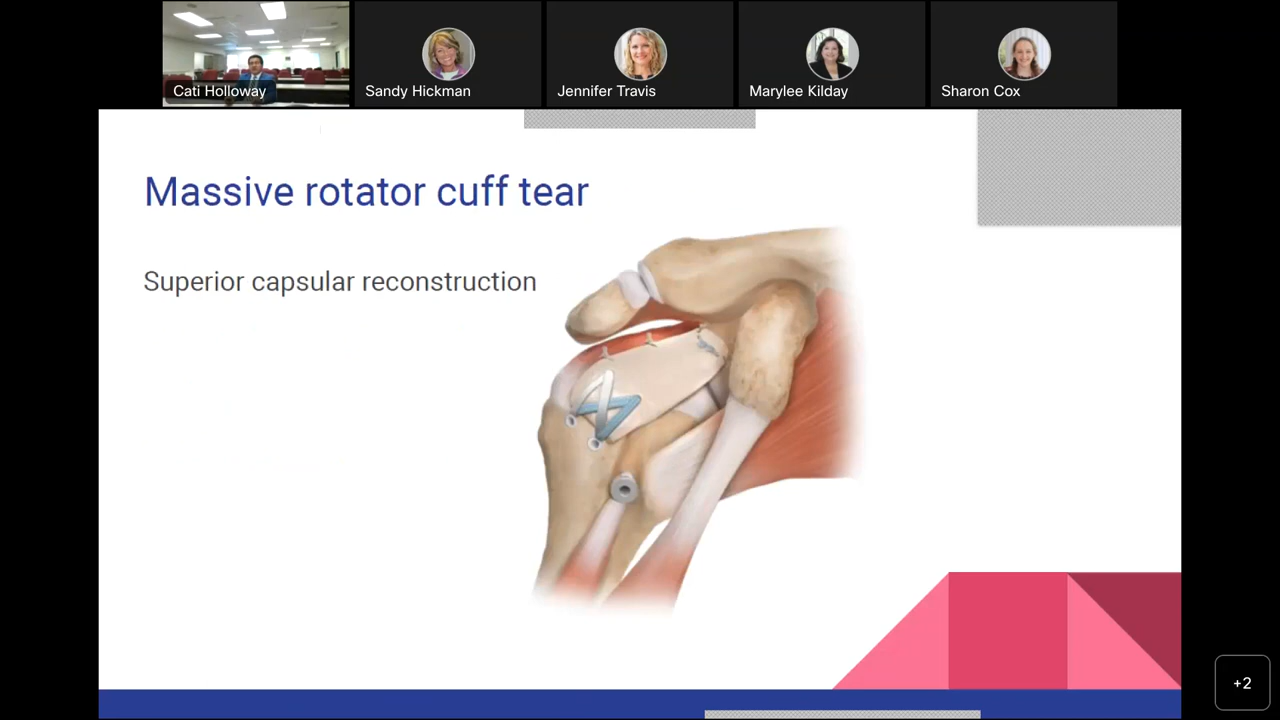 Cati Holloway
Sandy Hickman
Jennifer Travis
Marylee Kilday
Sharon Cox
Massive rotator cuff tear
Superior capsular reconstruction
+2